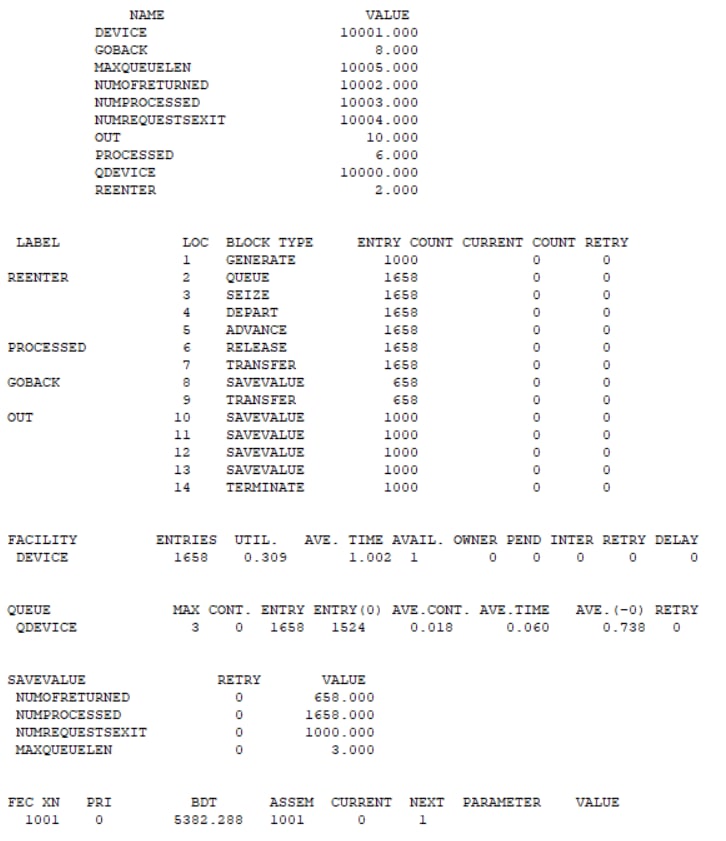 NAME VALUE
DEVICE 10001.000
GOBACK 8.000
MAXQUEUELEN 10005.000
NUMOFRETURNED 10002.000
NUMPROCESSED 10003.000
NUMREQUESTSEXIT 10004.000
OUT 10.000
PROCESSED 6.000
QDEVICE 10000.000
REENTER 2.000
LABEL LOC BLOCK TYPE ENTRY COUNT CURRENT COUNT RETRY
1 GENERATE 1000 0 0
REENTER 2 QUEUE 1658 0 0
3 SEIZE 1658 0 0
4 DEPART 1658 0 0
5 ADVANCE 1658 0 0
PROCESSED 6 RELEASE 1658 0 0
7 TRANSFER 1658 0 0
GOBACK 8 SAVEVALUE 658 0 0
9 TRANSFER 658 0 0
OUT 10 SAVEVALUE 1000 0 0
11 SAVEVALUE 1000 0 0
12 SAVEVALUE 1000 0 0
13 SAVEVALUE 1000 0 0
14 TERMINATE 1000 0 0
FACILITY ENTRIES UTIL. AVE. TIME AVAIL. OWNER PEND INTER RETRY DELAY
DEVICE 1658 0.309 1.002 1 0 0 0 0 0
QUEUE MAX CONT. ENTRY ENTRY(0) AVE.CONT. AVE.TIME AVE.(-0) RETRY
QDEVICE 3 0 1658 1524 0.018 0.060 0.738 0
SAVEVALUE RETRY VALUE
NUMOFRETURNED 0 658.000
NUMPROCESSED 0 1658.000
NUMREQUESTSEXIT 0 1000.000
MAXQUEUELEN 0 3.000
FEC XN PRI BDT ASSEM CURRENT NEXT PARAMETER VALUE
1001 0 5382.288 1001 0 1